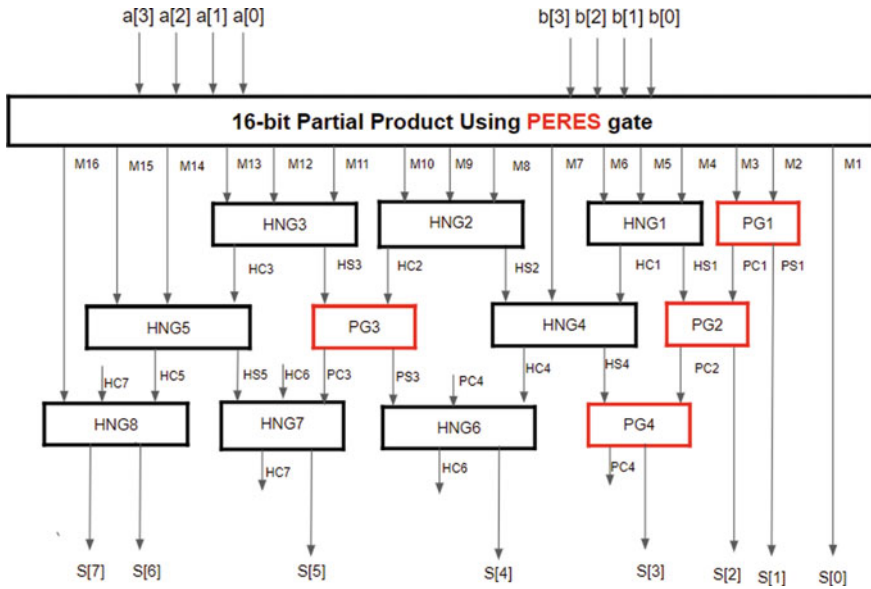 a[3] a[2] a[1] a[0]
b[3] b[2] b[1] b[0]
16-bit Partial Product Using PERES gate
M16 M15 M14 M13 M12 M11 M10 M9 M8 M7 M6 M5 M4 M3 M2 M1
HNG3 HNG2 HNG1 PG1
HC3 HS3 HC2 HS2 HC1 HS1 PC1 PS1
HNG5 PG3 HNG4 PG2
HC7 HC5 HS5 HC6 PC3 PS3 PC4 HC4 HS4 PC2
HNG8 HNG7 HNG6 PG4
HC7 HC6 PC4
S[7] S[6] S[5] S[4] S[3] S[2] S[1] S[0]